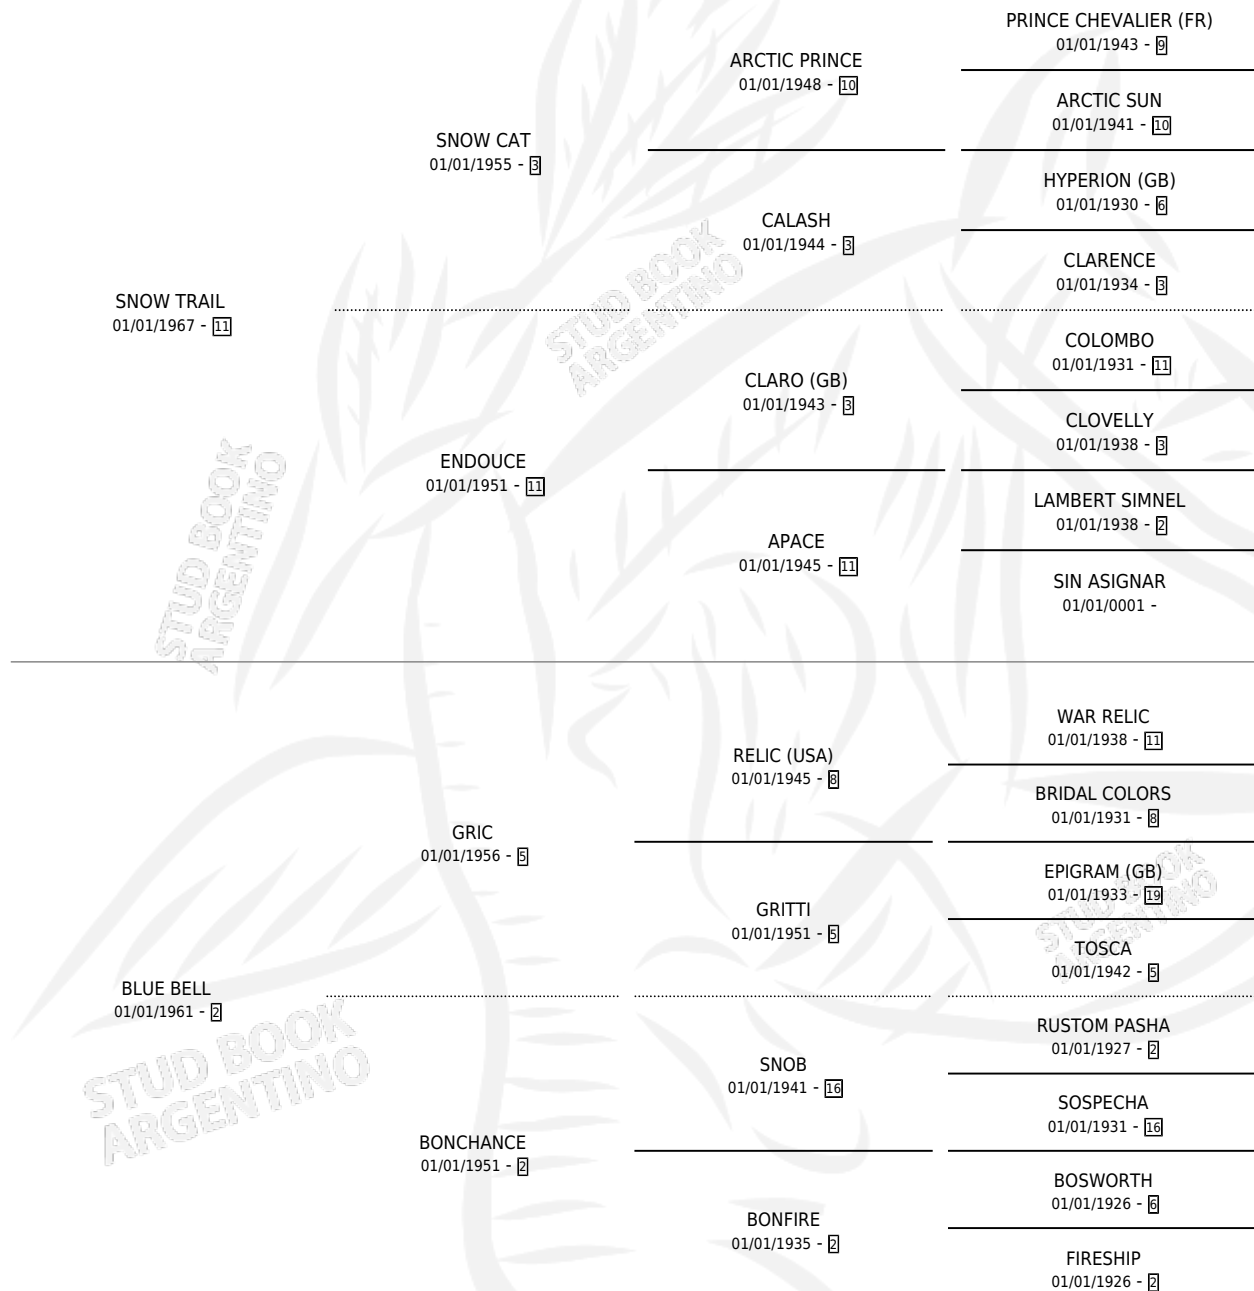 PRINCE CHEVALIER (FR)
01/01/1943 - 9
ARCTIC PRINCE
01/01/1948 - 10
ARCTIC SUN
01/01/1941 - 10
SNOW CAT
01/01/1955 - 3
HYPERION (GB)
01/01/1930 - 6
CALASH
01/01/1944 - 3
CLARENCE
01/01/1934 - 3
SNOW TRAIL
01/01/1967 - 11
COLOMBO
01/01/1931 - 11
CLARO (GB)
01/01/1943 - 3
CLOVELLY
01/01/1938 - 3
ENDOUCE
01/01/1951 - 11
LAMBERT SIMNEL
01/01/1938 - 2
APACE
01/01/1945 - 11
SIN ASIGNAR
01/01/0001 -
STUD BOOK
ARGENTINO
STUD BOOK
ARGENTINO
WAR RELIC
01/01/1938 - 11
RELIC (USA)
01/01/1945 - 8
BRIDAL COLORS
01/01/1931 - 8
GRIC
01/01/1956 - 5
EPIGRAM (GB)
01/01/1933 - 19
GRITTI
01/01/1951 - 5
TOSCA
01/01/1942 - 5
STUD BOOK
ARGENTINO
BLUE BELL
01/01/1961 - 2
RUSTOM PASHA
01/01/1927 - 2
SNOB
01/01/1941 - 16
SOSPECHA
01/01/1931 - 16
BONCHANCE
01/01/1951 - 2
BOSWORTH
01/01/1926 - 6
BONFIRE
01/01/1935 - 2
FIRESHIP
01/01/1926 - 2
STUD BOOK
ARGENTINO